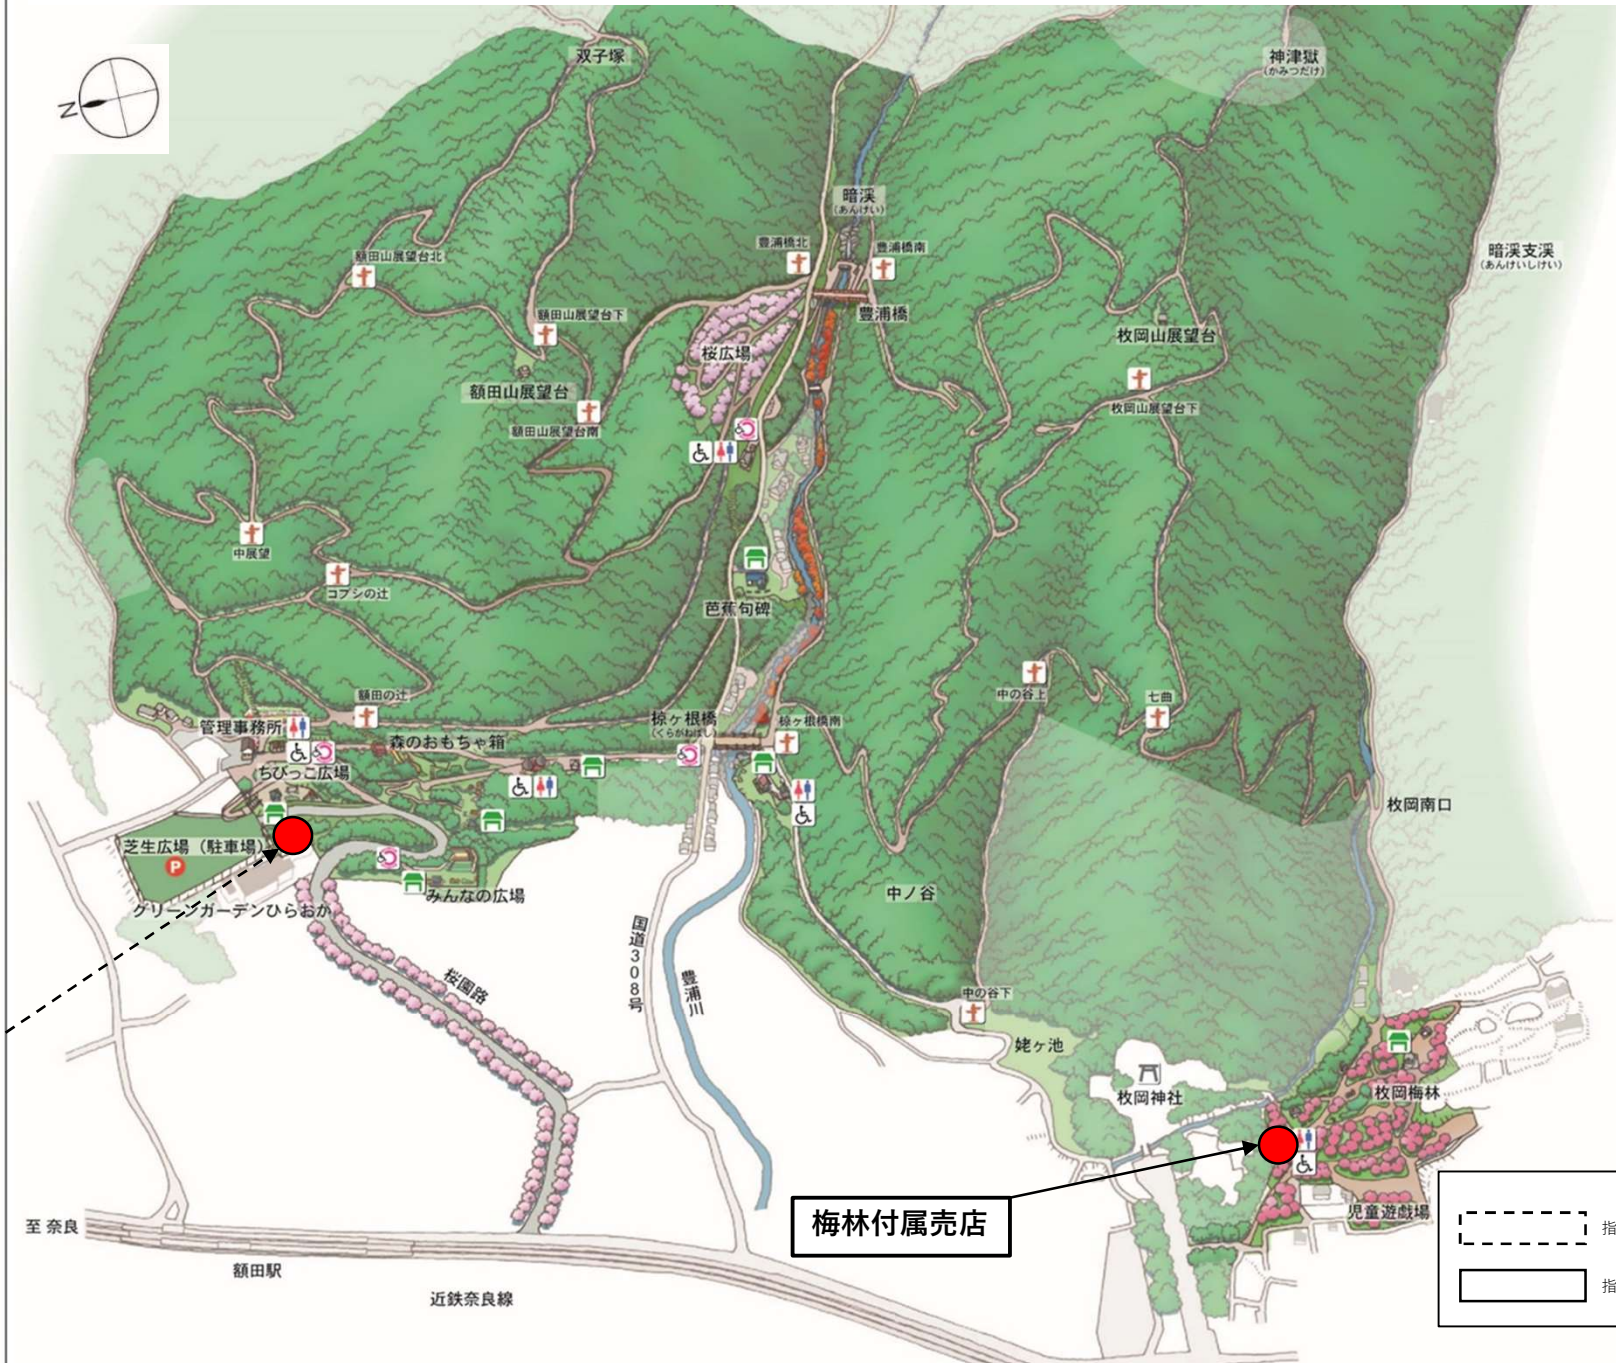 双子塚
神津獄
(かみつだけ)
N
暗渓
(あんけい)
豊浦橋北
豊浦橋南
暗渓支渓
(あんけいしけい)
額田山展望台北
額田山展望台下
豊浦橋
枚岡山展望台
桜広場
額田山展望台
枚岡山展望台下
額田山展望台南
中展望
コブシの辻
芭蕉句碑
額田の辻
中の谷上
七曲
管理事務所
椋ヶ根橋
(くらがねばし)
椋ヶ根橋南
森のおもちゃ箱
ちびっこ広場
枚岡南口
芝生広場（駐車場）
P
みんなの広場
中ノ谷
グリーンガーデンひらおか
国道308号
豊浦川
桜園路
中の谷下
姥ヶ池
枚岡神社
枚岡梅林
梅林付属売店
児童遊戯場
至 奈良
指
額田駅
指
近鉄奈良線